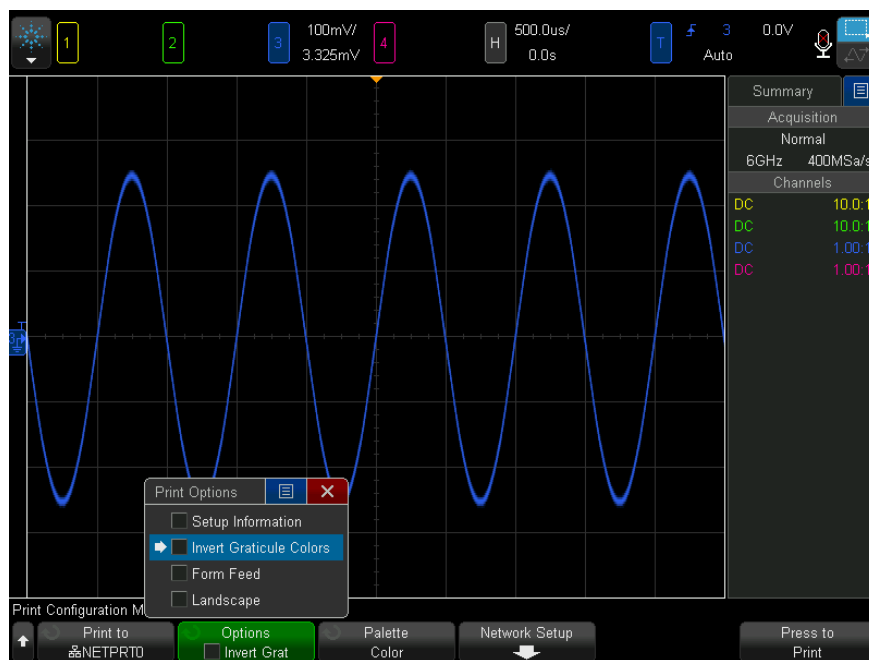 1
2
3
100mV/
3.325mV
4
H
500.0us/
0.0s
T
3
0.0V
Auto
Summary
Acquisition
Normal
6GHz 400MSa/s
Channels
DC 10.0:1
DC 10.0:1
DC 1.00:1
DC 1.00:1
T
3
Print Options
Setup Information
Invert Graticule Colors
Form Feed
Landscape
Print Configuration M
Print to
NETPRT0
Options
Invert Grat
Palette
Color
Network Setup
Press to
Print